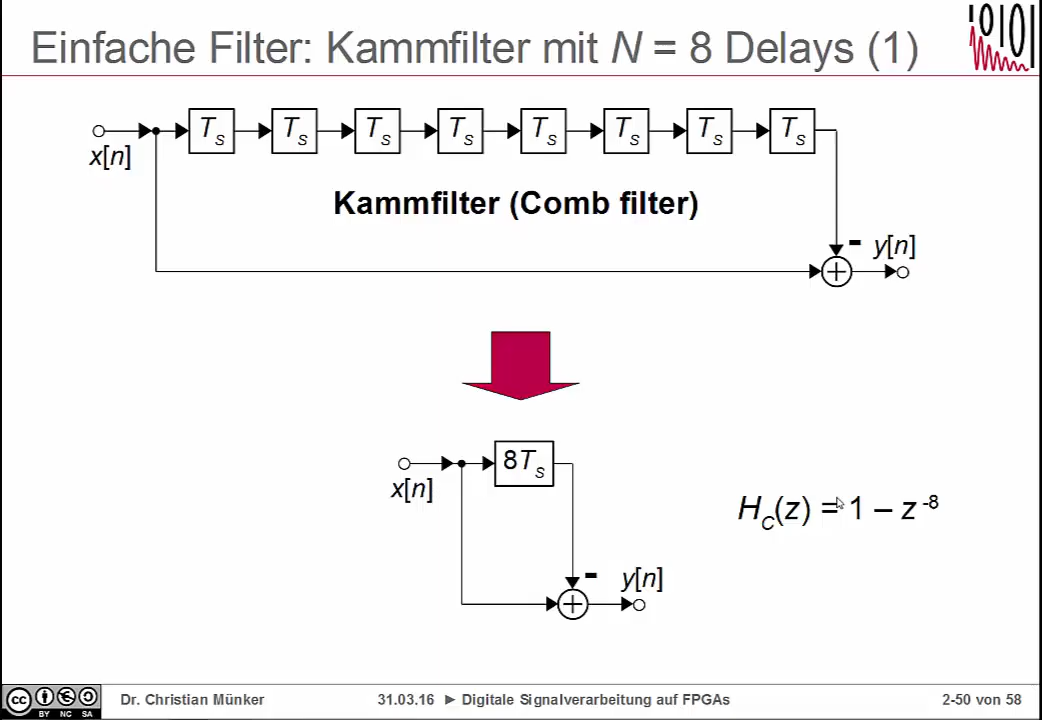 Einfache Filter: Kammfilter mit N = 8 Delays (1)
Ts Ts Ts Ts Ts Ts Ts Ts
x[n]
Kammfilter (Comb filter)
- y[n]
+
8Ts
x[n]
HC(z) = 1 – z-8
- y[n]
+
cc BY NC SA
Dr. Christian Münker 31.03.16 ► Digitale Signalverarbeitung auf FPGAs 2-50 von 58